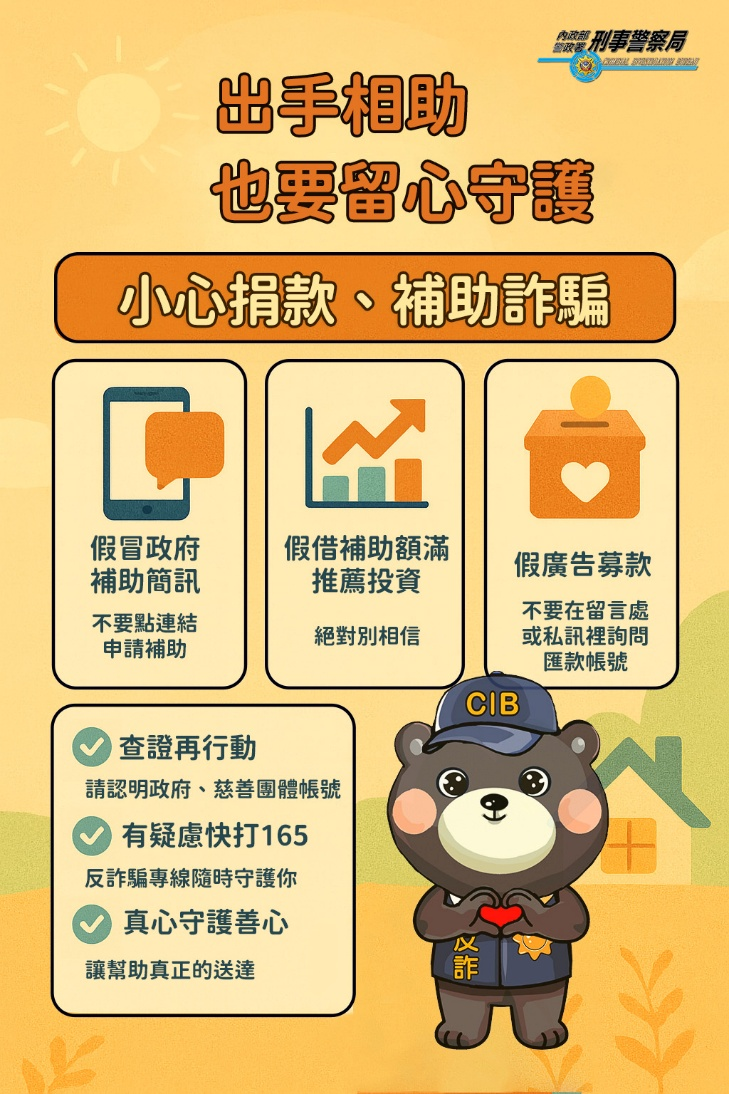 內政部
警政署
刑事警察局
CRIMINAL INVESTIGATION BUREAU
出手相助
也要留心守護
小心捐款、補助詐騙
假冒政府
補助簡訊
不要點連結
申請補助
假借補助額滿
推薦投資
絕對別相信
假廣告募款
不要在留言處
或私訊裡詢問
匯款帳號
CIB
查證再行動
請認明政府、慈善團體帳號
有疑慮快打165
反詐騙專線隨時守護你
真心守護善心
讓幫助真正的送達
反詐